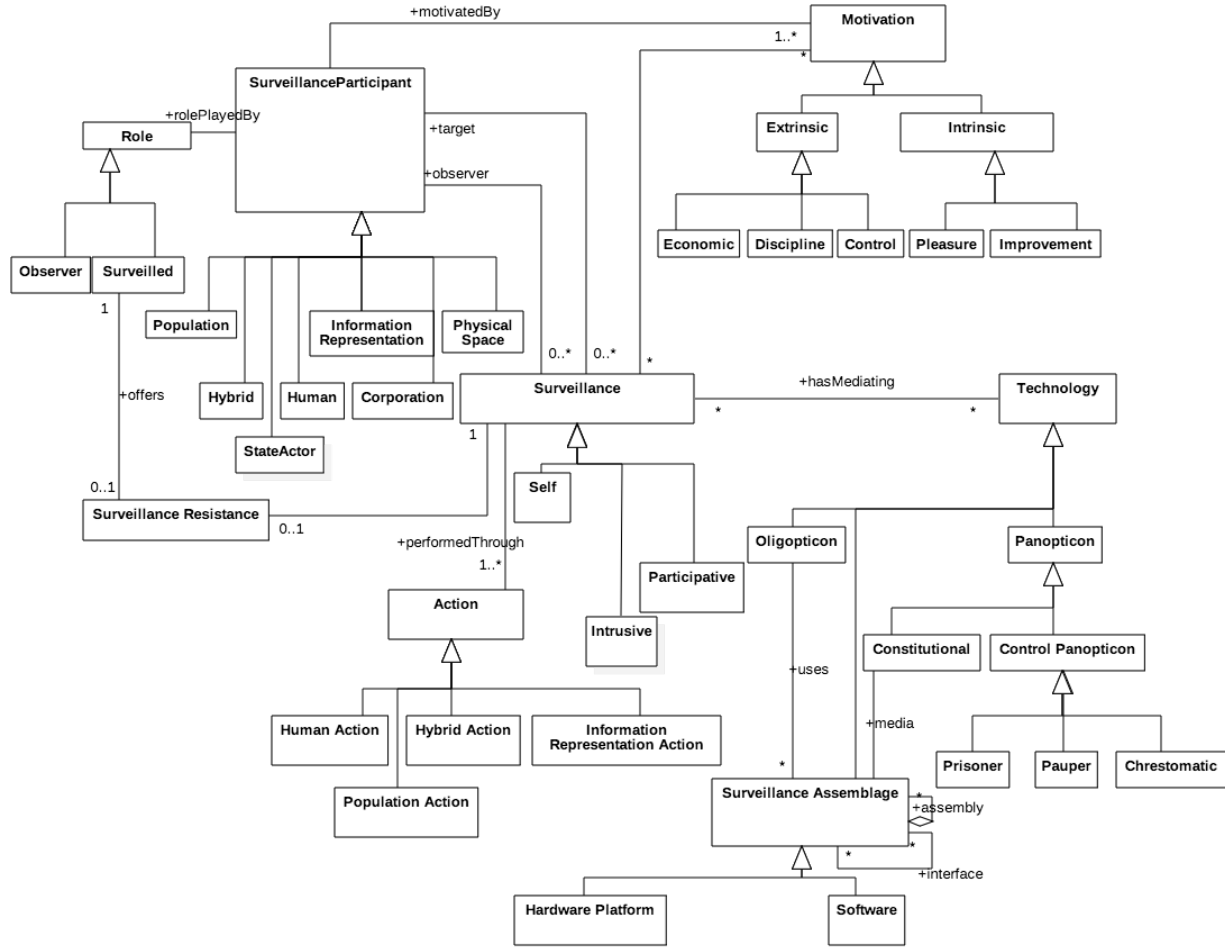 +motivatedBy
Motivation
1..*
*
SurveillanceParticipant
+rolePlayedBy
Role
+target
+observer
Extrinsic
Intrinsic
Economic
Discipline
Control
Pleasure
Improvement
Observer
Surveilled
1
Population
Information
Representation
Physical
Space
0..*
0..*
*
Hybrid
Human
Corporation
StateActor
+offers
Surveillance
+hasMediating
*
*
Technology
1
0..1
Surveillance Resistance
0..1
Self
+performedThrough
1..*
Participative
Intrusive
Oligopticon
Panopticon
Action
Constitutional
Control Panopticon
+uses
+media
Human Action
Hybrid Action
Information
Representation Action
Population Action
Prisoner
Pauper
Chrestomatic
*
Surveillance Assemblage
*
+assembly
*
*
+interface
Hardware Platform
Software